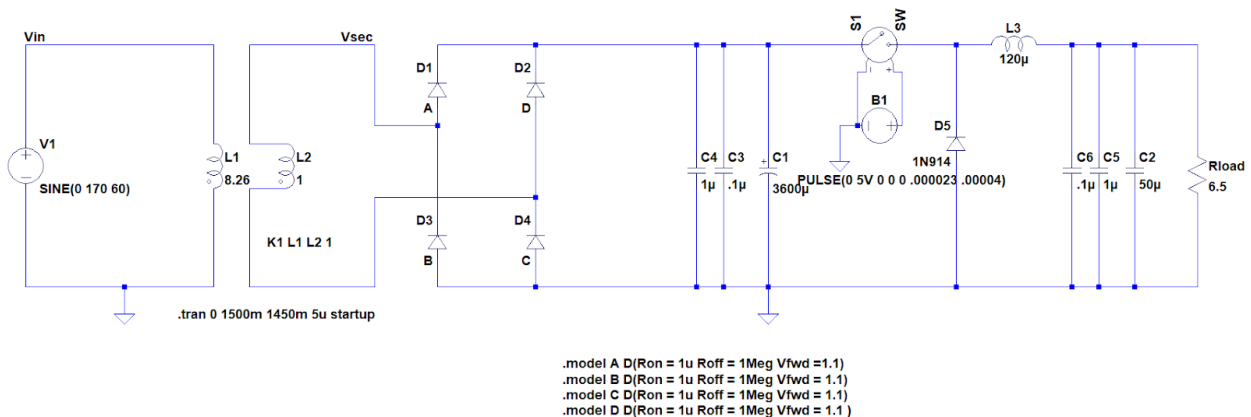 Vin
Vsec
V1
SINE(0 170 60)
L1
8.26
L2
1
K1 L1 L2 1
D1
A
D2
D
D3
B
D4
C
C4
1µ
C3
.1µ
C1
3600µ
S1
SW
B1
PULSE(0 5V 0 0 0 .000023 .00004)
D5
1N914
L3
120µ
C6
.1µ
C5
1µ
C2
50µ
Rload
6.5
.tran 0 1500m 1450m 5u startup
.model A D(Ron = 1u Roff = 1Meg Vfwd =1.1)
.model B D(Ron = 1u Roff = 1Meg Vfwd = 1.1)
.model C D(Ron = 1u Roff = 1Meg Vfwd = 1.1)
.model D D(Ron = 1u Roff = 1Meg Vfwd = 1.1 )